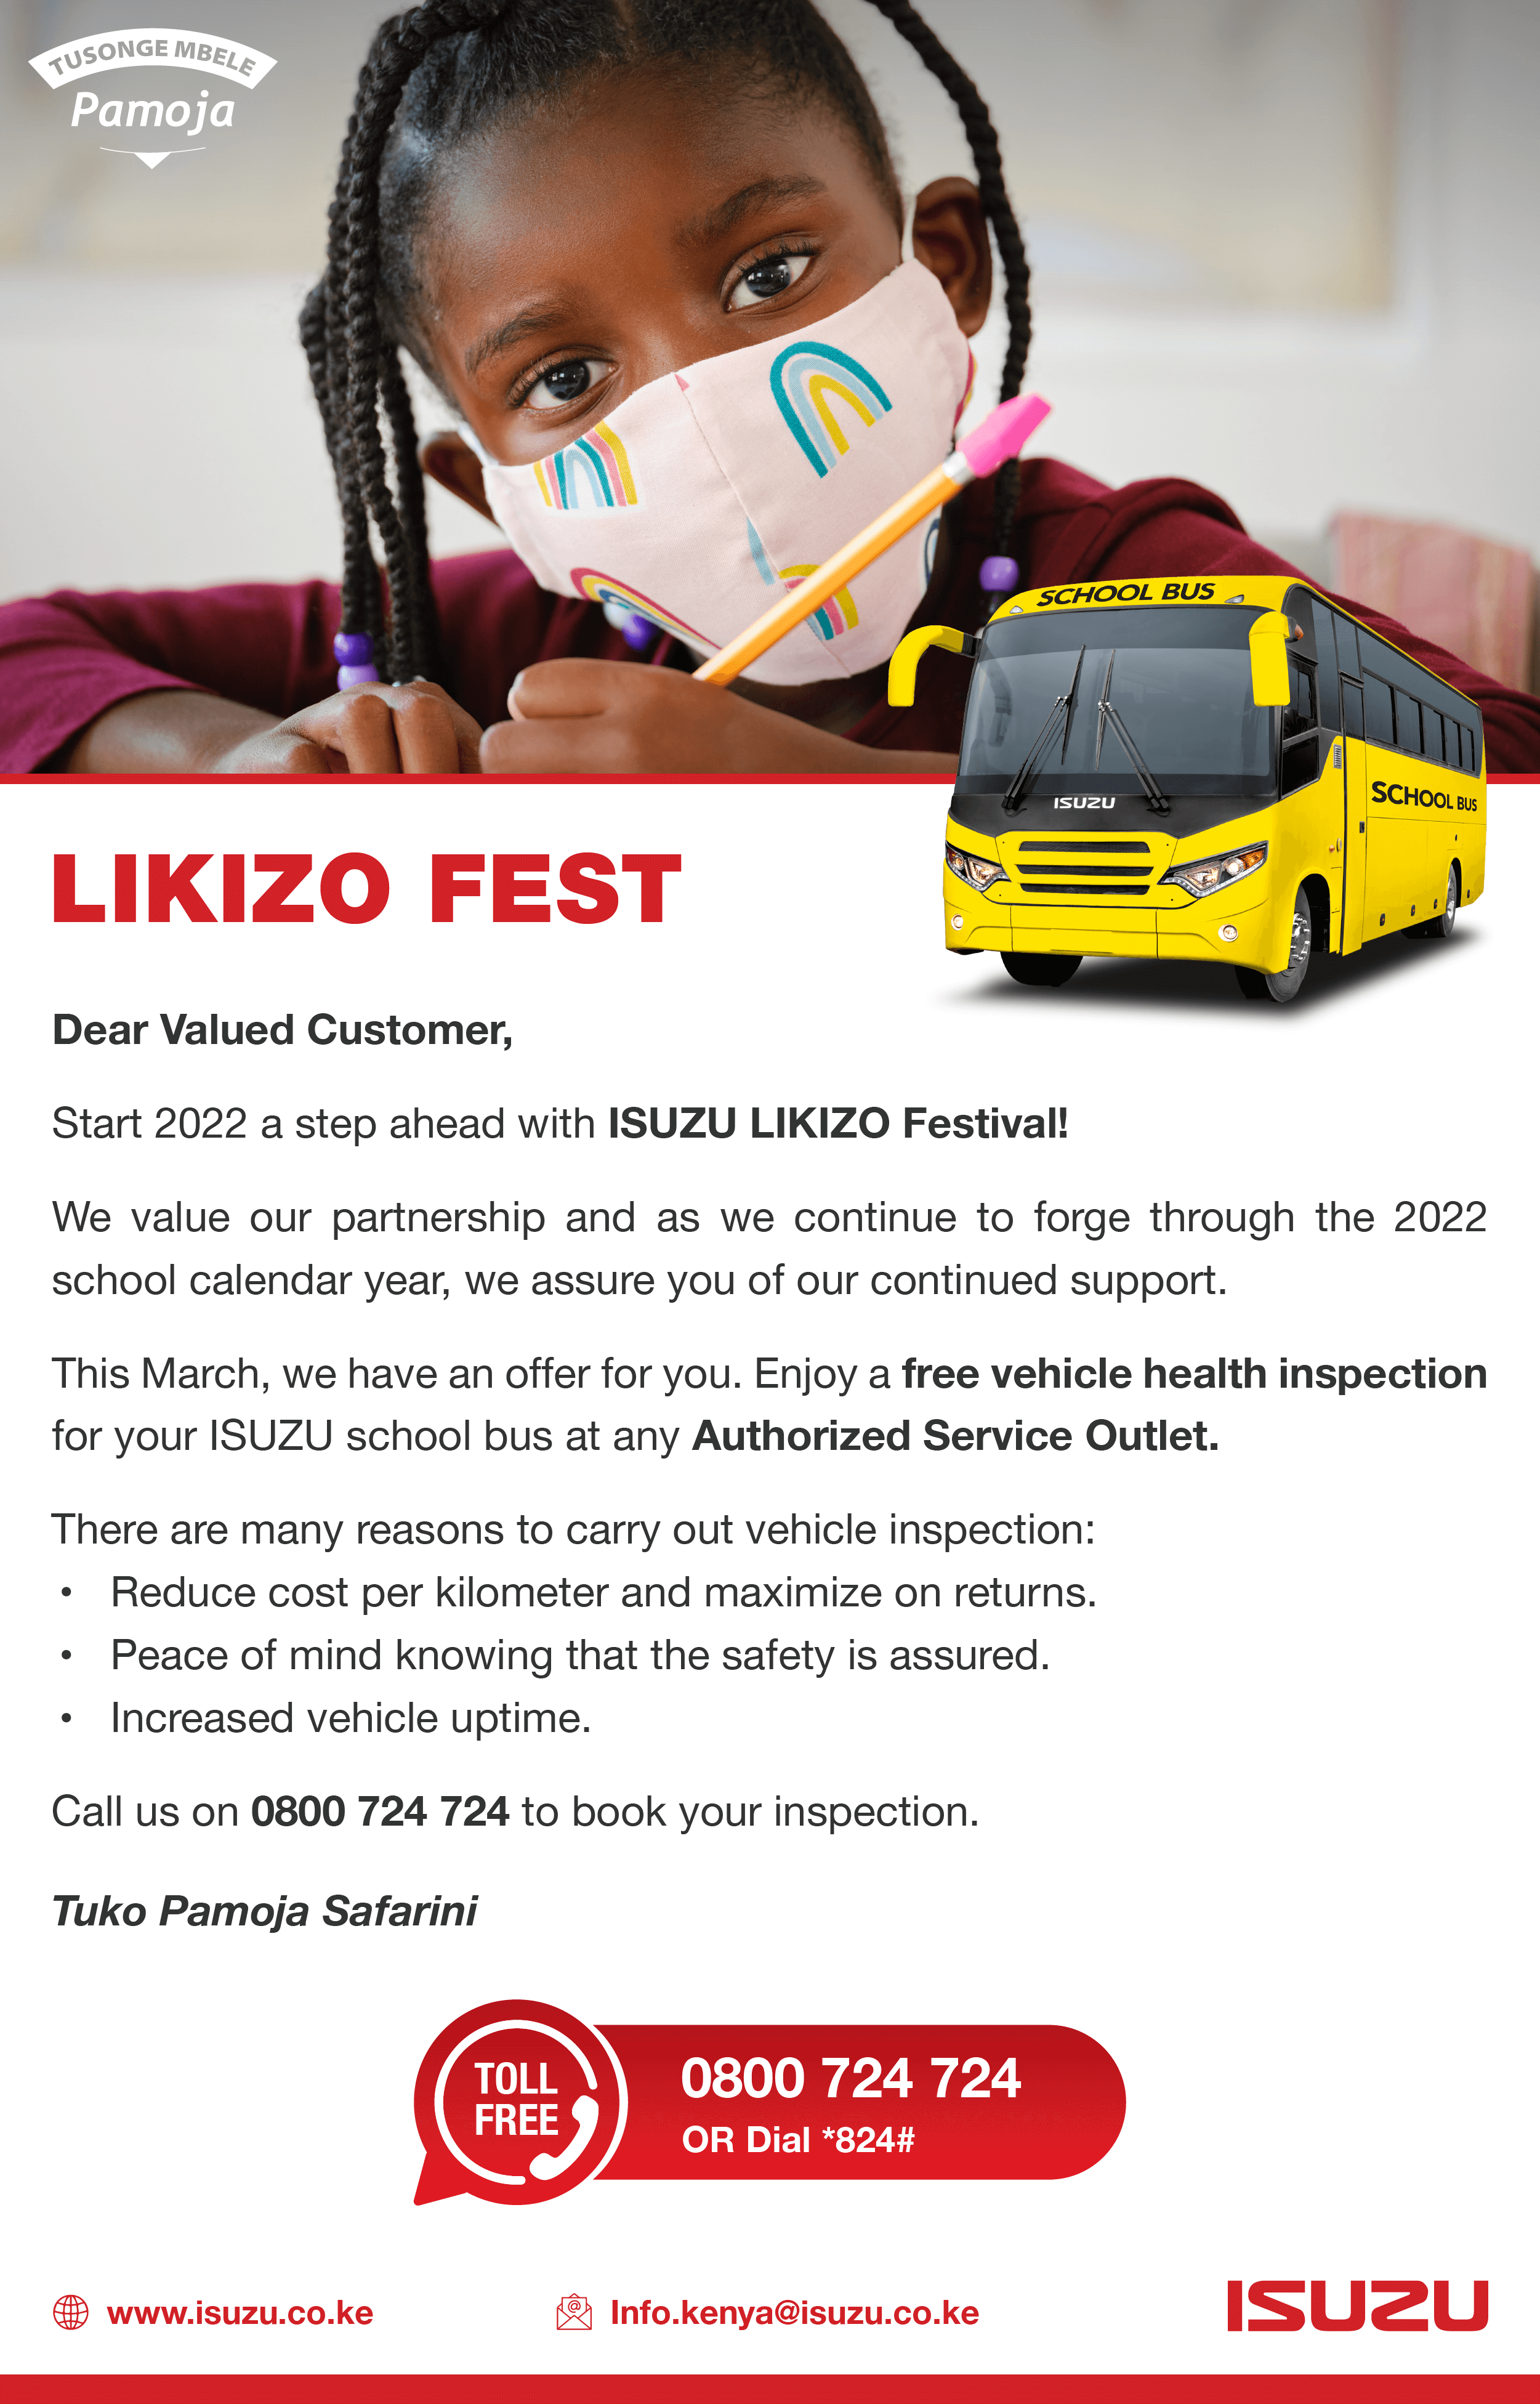 TUSONGE MBELE
Pamoja
SCHOOL BUS
ISUZU
SCHOOL BUS
LIKIZO FEST
Dear Valued Customer,
Start 2022 a step ahead with ISUZU LIKIZO Festival!
We value our partnership and as we continue to forge through the 2022
school calendar year, we assure you of our continued support.
This March, we have an offer for you. Enjoy a free vehicle health inspection
for your ISUZU school bus at any Authorized Service Outlet.
There are many reasons to carry out vehicle inspection:
• Reduce cost per kilometer and maximize on returns.
• Peace of mind knowing that the safety is assured.
• Increased vehicle uptime.
Call us on 0800 724 724 to book your inspection.
Tuko Pamoja Safarini
TOLL
FREE
0800 724 724
OR Dial *824#
www.isuzu.co.ke
Info.kenya@isuzu.co.ke
ISUZU